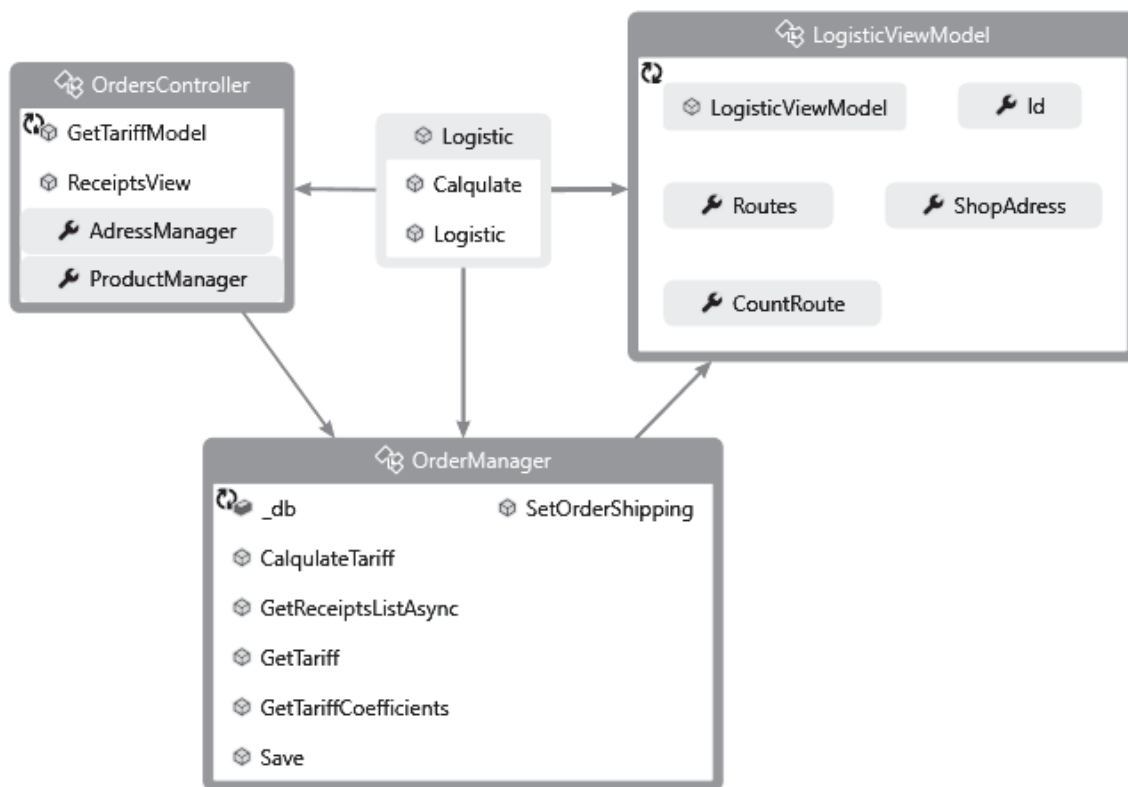 OrdersController
GetTariffModel
ReceiptsView
AdressManager
ProductManager
Logistic
Calqulate
Logistic
LogisticViewModel
LogisticViewModel
Id
Routes
ShopAdress
CountRoute
OrderManager
_db
SetOrderShipping
CalqulateTariff
GetReceiptsListAsync
GetTariff
GetTariffCoefficients
Save